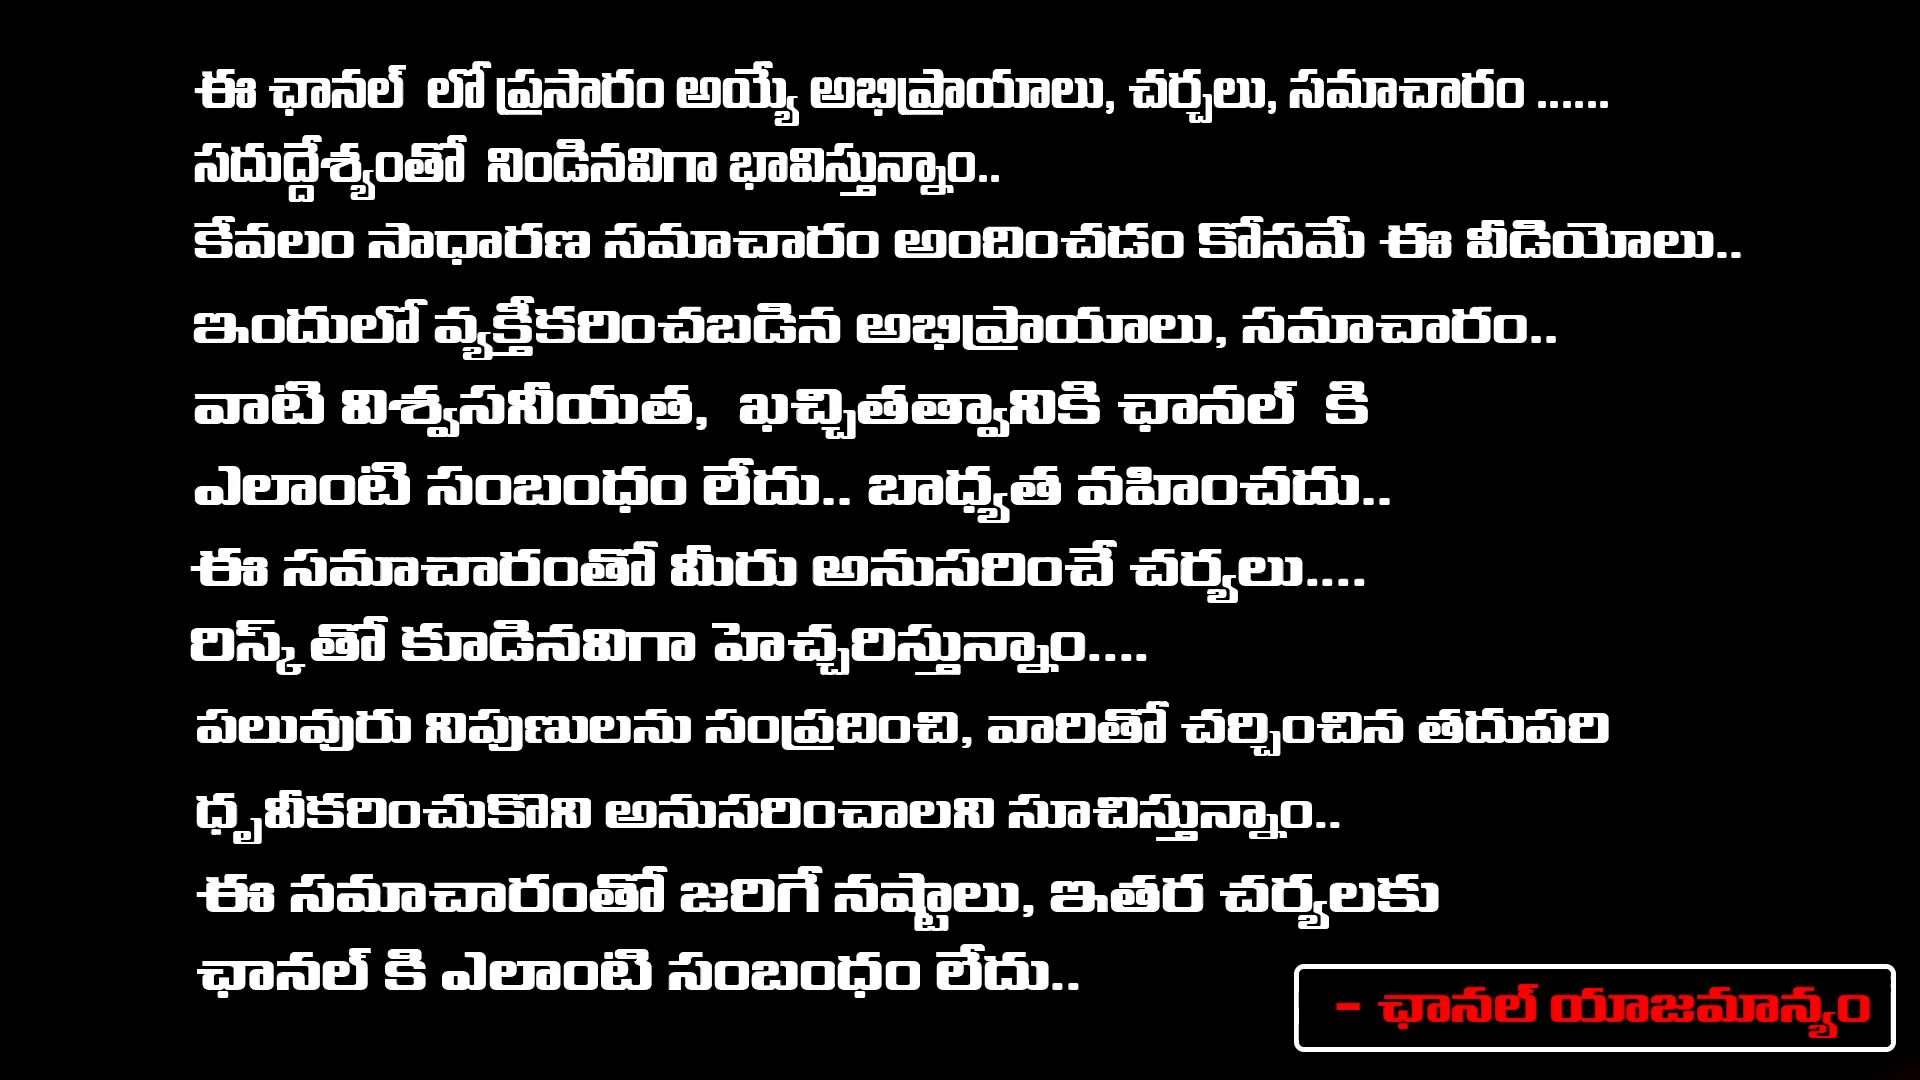 ఈ ఛానల్ లో ప్రసారం అయ్యే అభిప్రాయాలు, చర్చలు, సమాచారం ......
సదుద్దేశ్యంతో నిండినవిగా భావిస్తున్నాం..
కేవలం సాధారణ సమాచారం అందించడం కోసమే ఈ వీడియోలు..
ఇందులో వ్యక్తీకరించబడిన అభిప్రాయాలు, సమాచారం..
వాటి విశ్వసనీయత, ఖచ్చితత్వానికి ఛానల్ కి
ఎలాంటి సంబంధం లేదు.. బాధ్యత వహించదు..
ఈ సమాచారంతో మీరు అనుసరించే చర్యలు....
రిస్క్ తో కూడినవిగా హెచ్చరిస్తున్నాం....
పలువురు నిపుణులను సంప్రదించి, వారితో చర్చించిన తదుపరి
ధృవీకరించుకొని అనుసరించాలని సూచిస్తున్నాం..
ఈ సమాచారంతో జరిగే నష్టాలు, ఇతర చర్యలకు
ఛానల్ కి ఎలాంటి సంబంధం లేదు..
- ఛానల్ యాజమాన్యం